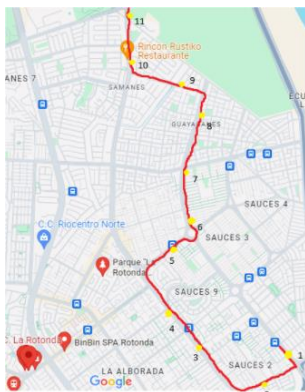 11
Rincón Rustiko
Restaurante
10
SAMANES
ANES 7
9
GUAYACANES
8
7
SAUCES 4
6
C.C. Riocentro Norte
SAUCES 3
5
Parque "La
Rotonda
SAUCES 9
4
C. La Rotonda
BinBin SPA Rotonda
3
1
SAUCES 2
LA ALBORADA
2
Google